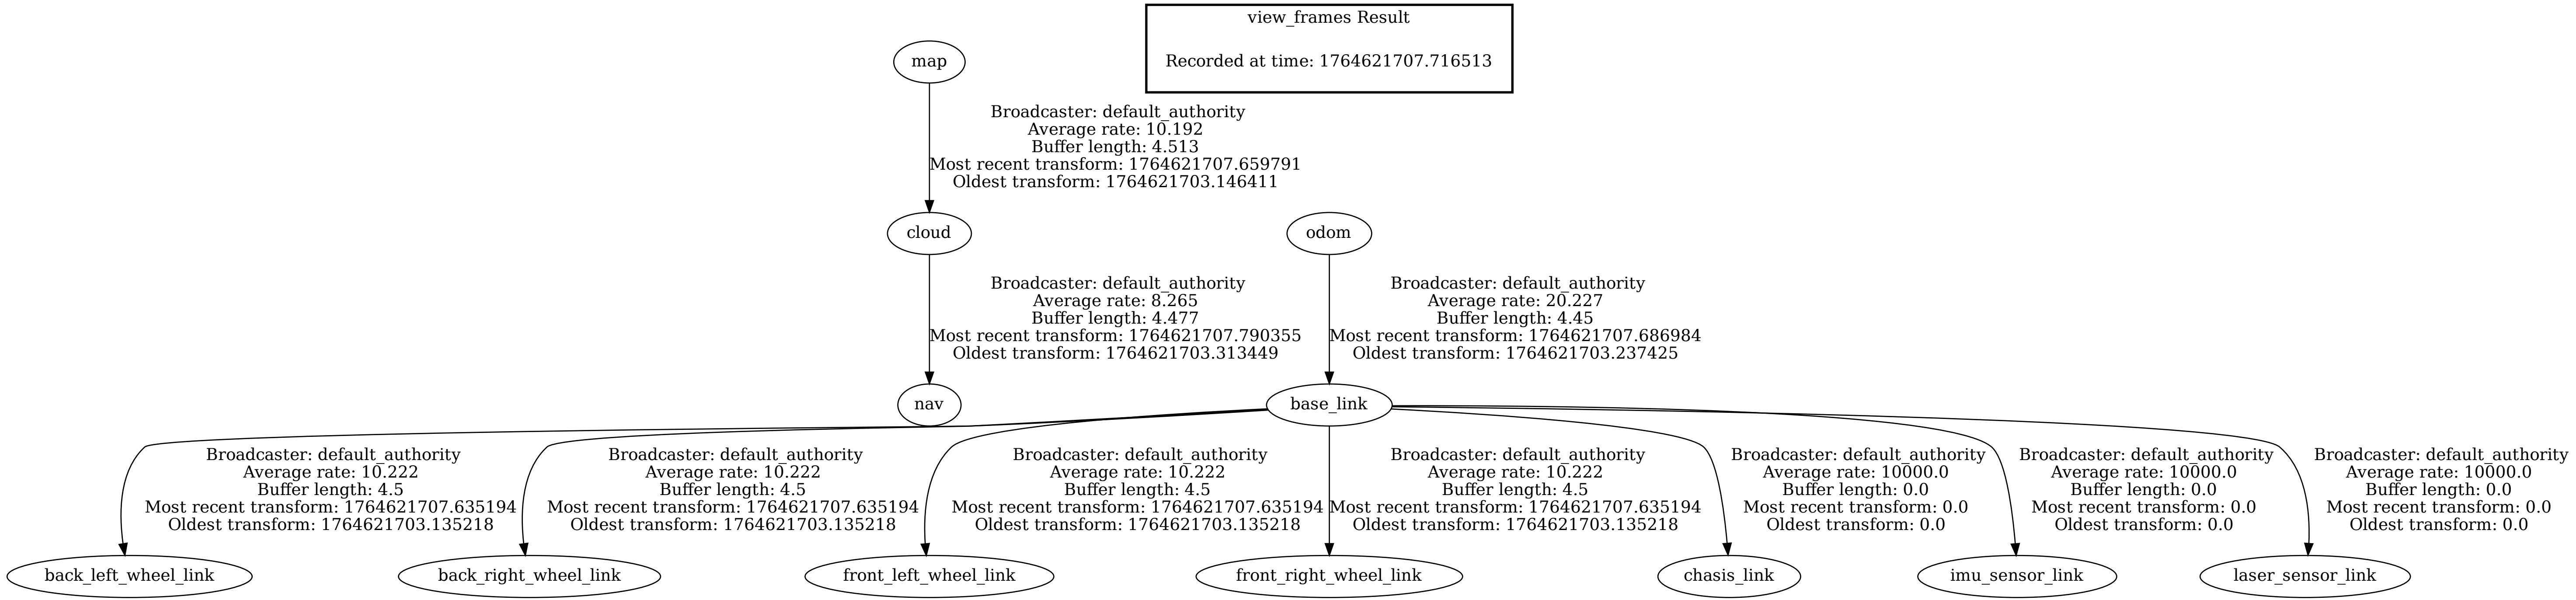 view_frames Result
Recorded at time: 1764621707.716513
map
Broadcaster: default_authority
Average rate: 10.192
Buffer length: 4.513
Most recent transform: 1764621707.659791
Oldest transform: 1764621703.146411
cloud
odom
Broadcaster: default_authority
Average rate: 8.265
Buffer length: 4.477
Most recent transform: 1764621707.790355
Oldest transform: 1764621703.313449
Broadcaster: default_authority
Average rate: 20.227
Buffer length: 4.45
Most recent transform: 1764621707.686984
Oldest transform: 1764621703.237425
nav
base_link
Broadcaster: default_authority
Average rate: 10.222
Buffer length: 4.5
Most recent transform: 1764621707.635194
Oldest transform: 1764621703.135218
Broadcaster: default_authority
Average rate: 10.222
Buffer length: 4.5
Most recent transform: 1764621707.635194
Oldest transform: 1764621703.135218
Broadcaster: default_authority
Average rate: 10.222
Buffer length: 4.5
Most recent transform: 1764621707.635194
Oldest transform: 1764621703.135218
Broadcaster: default_authority
Average rate: 10.222
Buffer length: 4.5
Most recent transform: 1764621707.635194
Oldest transform: 1764621703.135218
Broadcaster: default_authority
Average rate: 10000.0
Buffer length: 0.0
Most recent transform: 0.0
Oldest transform: 0.0
Broadcaster: default_authority
Average rate: 10000.0
Buffer length: 0.0
Most recent transform: 0.0
Oldest transform: 0.0
Broadcaster: default_authority
Average rate: 10000.0
Buffer length: 0.0
Most recent transform: 0.0
Oldest transform: 0.0
back_left_wheel_link
back_right_wheel_link
front_left_wheel_link
front_right_wheel_link
chasis_link
imu_sensor_link
laser_sensor_link